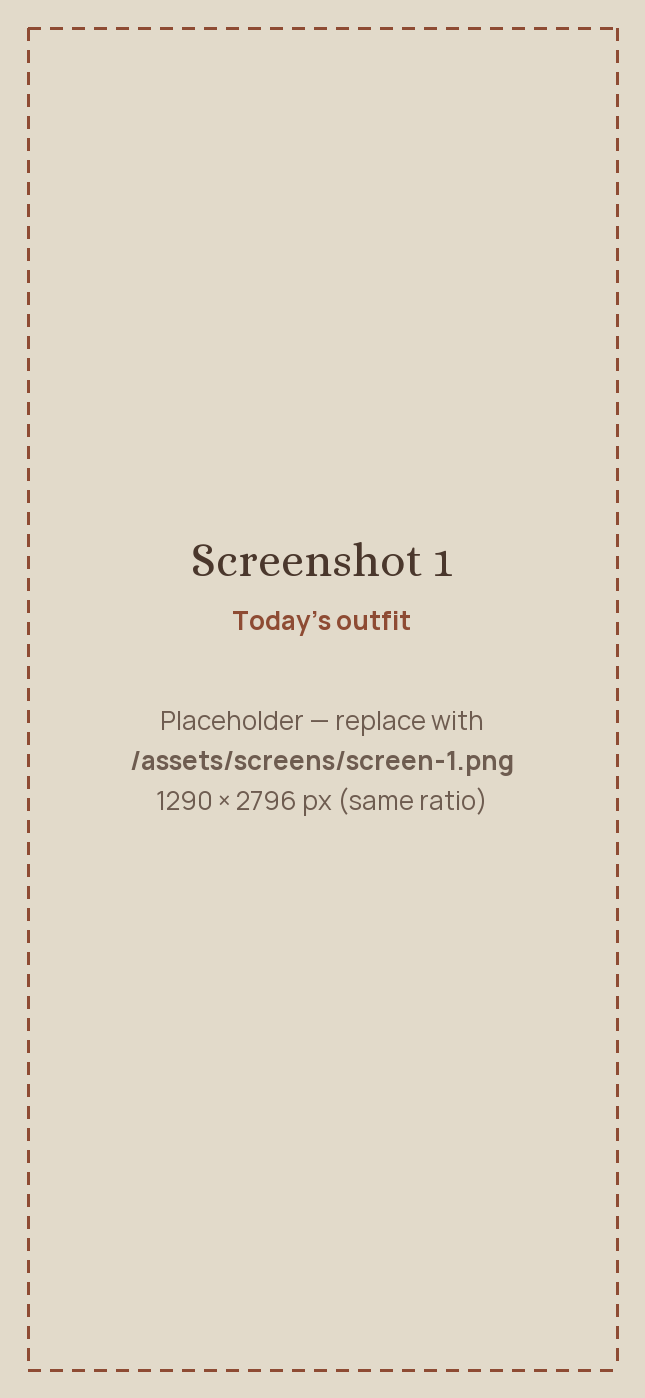 Screenshot 1
Today’s outfit
Placeholder — replace with
/assets/screens/screen-1.png
1290 × 2796 px (same ratio)